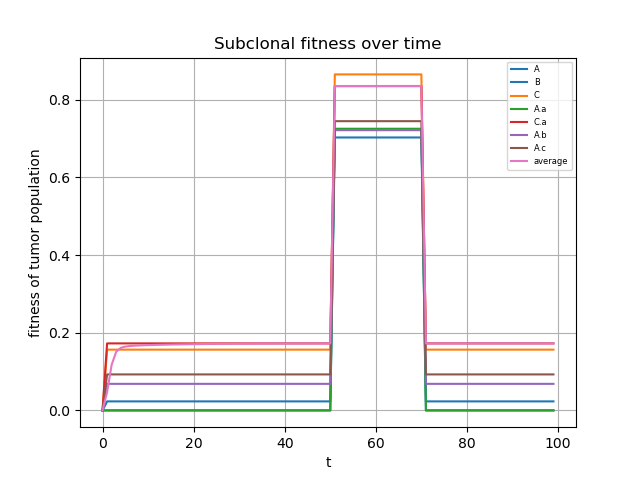 Subclonal fitness over time
fitness of tumor population
0.8
0.6
0.4
0.2
0.0
0
20
40
60
80
100
t
A
B
C
A.a
C.a
A.b
A.c
average